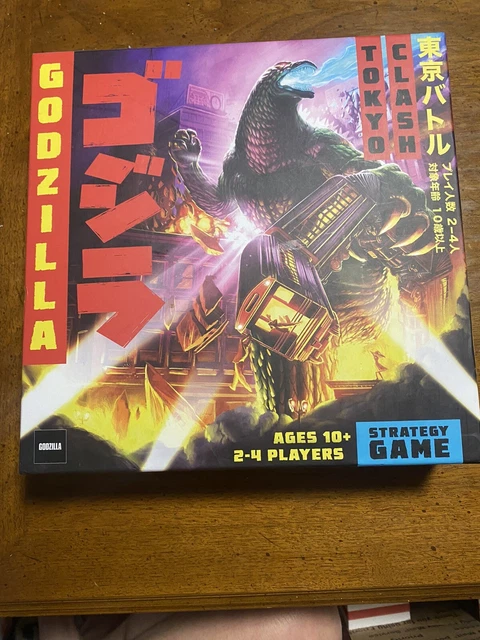 GODZILLA
ゴジラ
TOKYO
CLASH
東京バトル
プレイ人数 2−4人
対象年齢 10歳以上
GODZILLA
AGES 10+
2-4 PLAYERS
STRATEGY
GAME